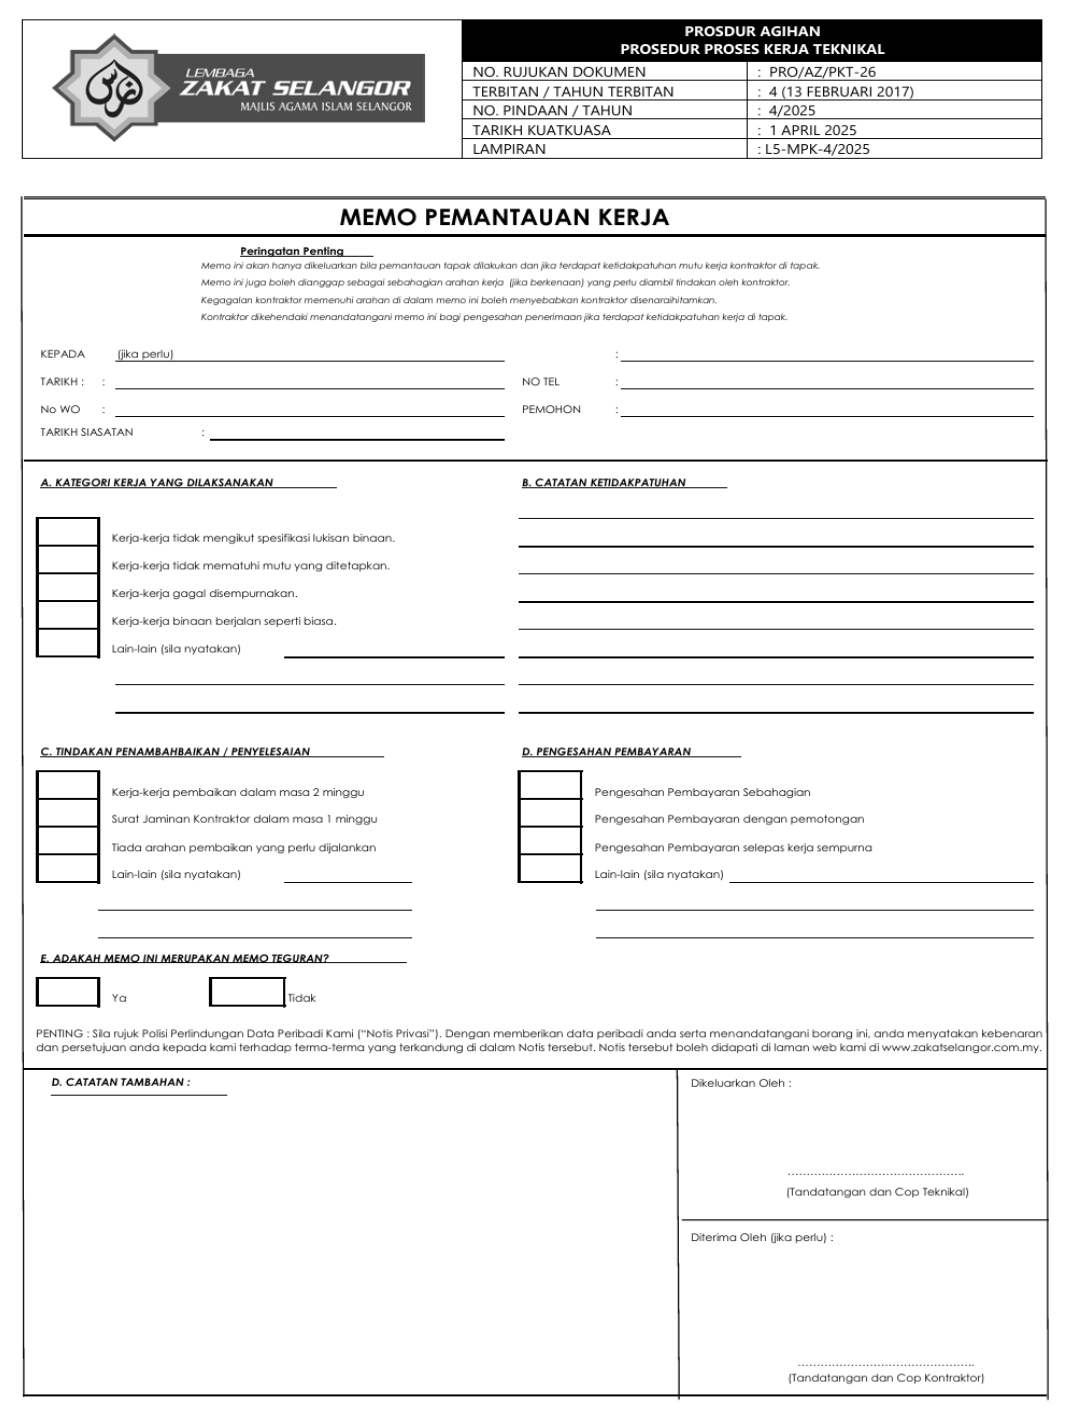 LEMBAGA
ZAKAT SELANGOR
MAJLIS AGAMA ISLAM SELANGOR
PROSDUR AGIHAN
PROSEDUR PROSES KERJA TEKNIKAL
NO. RUJUKAN DOKUMEN : PRO/AZ/PKT-26
TERBITAN / TAHUN TERBITAN : 4 (13 FEBRUARI 2017)
NO. PINDAAN / TAHUN : 4/2025
TARIKH KUATKUASA : 1 APRIL 2025
LAMPIRAN : L5-MPK-4/2025
MEMO PEMANTAUAN KERJA
Peringatan Penting
Memo ini akan hanya dikeluarkan bila pemantauan tapak dilakukan dan jika terdapat ketidakpatuhan mutu kerja kontraktor di tapak.
Memo ini juga boleh dianggap sebagai sebahagian arahan kerja (jika berkenaan) yang perlu diambil tindakan oleh kontraktor.
Kegagalan kontraktor memenuhi arahan di dalam memo ini boleh menyebabkan kontraktor disenaraihitamkan.
Kontraktor dikehendaki menandatangani memo ini bagi pengesahan penerimaan jika terdapat ketidakpatuhan kerja di tapak.
KEPADA (jika perlu) :
TARIKH : : NO TEL :
No WO : PEMOHON :
TARIKH SIASATAN :
A. KATEGORI KERJA YANG DILAKSANAKAN
Kerja-kerja tidak mengikut spesifikasi lukisan binaan.
Kerja-kerja tidak mematuhi mutu yang ditetapkan.
Kerja-kerja gagal disempurnakan.
Kerja-kerja binaan berjalan seperti biasa.
Lain-lain (sila nyatakan)
B. CATATAN KETIDAKPATUHAN
C. TINDAKAN PENAMBAHBAIKAN / PENYELESAIAN
Kerja-kerja pembaikan dalam masa 2 minggu
Surat Jaminan Kontraktor dalam masa 1 minggu
Tiada arahan pembaikan yang perlu dijalankan
Lain-lain (sila nyatakan)
D. PENGESAHAN PEMBAYARAN
Pengesahan Pembayaran Sebahagian
Pengesahan Pembayaran dengan pemotongan
Pengesahan Pembayaran selepas kerja sempurna
Lain-lain (sila nyatakan)
E. ADAKAH MEMO INI MERUPAKAN MEMO TEGURAN?
Ya Tidak
PENTING : Sila rujuk Polisi Perlindungan Data Peribadi Kami (“Notis Privasi”). Dengan memberikan data peribadi anda serta menandatangani borang ini, anda menyatakan kebenaran
dan persetujuan anda kepada kami terhadap terma-terma yang terkandung di dalam Notis tersebut. Notis tersebut boleh didapati di laman web kami di www.zakatselangor.com.my.
D. CATATAN TAMBAHAN :
Dikeluarkan Oleh :
(Tandatangan dan Cop Teknikal)
Diterima Oleh (jika perlu) :
(Tandatangan dan Cop Kontraktor)